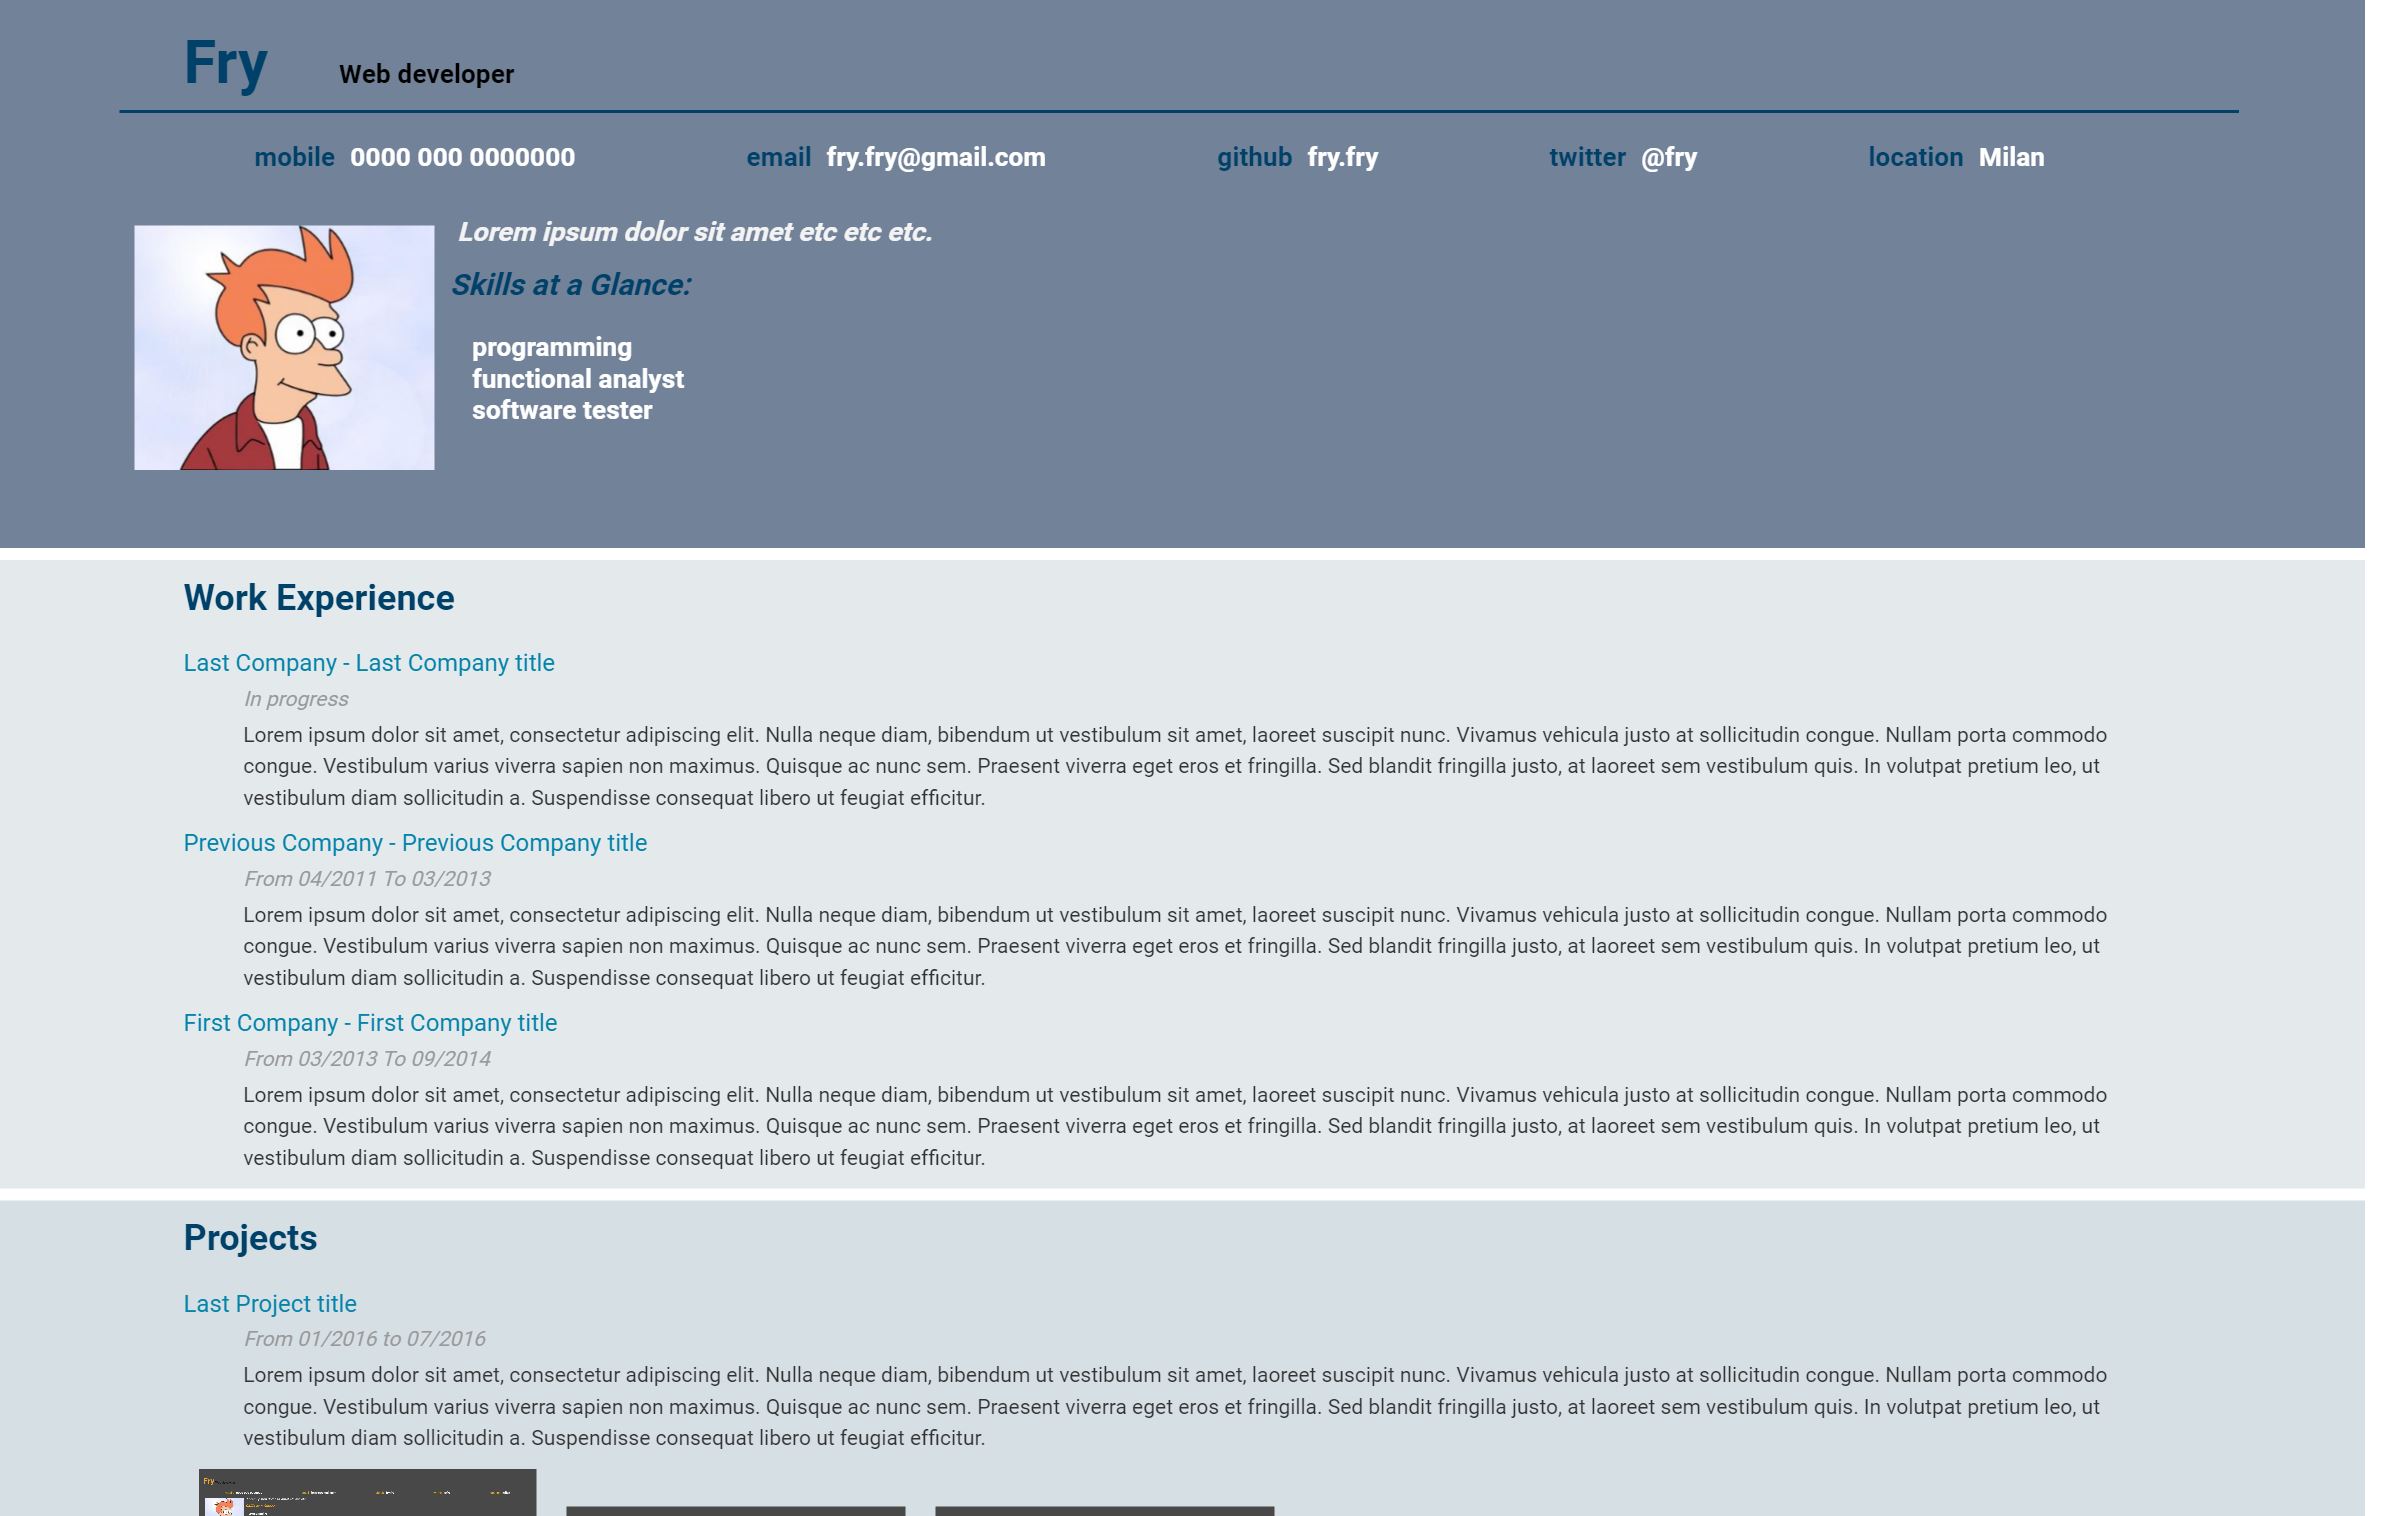 Fry Web developer
mobile 0000 000 0000000 email fry.fry@gmail.com github fry.fry twitter @fry location Milan
Lorem ipsum dolor sit amet etc etc etc.
Skills at a Glance:
programming
functional analyst
software tester
Work Experience
Last Company - Last Company title
In progress
Lorem ipsum dolor sit amet, consectetur adipiscing elit. Nulla neque diam, bibendum ut vestibulum sit amet, laoreet suscipit nunc. Vivamus vehicula justo at sollicitudin congue. Nullam porta commodo
congue. Vestibulum varius viverra sapien non maximus. Quisque ac nunc sem. Praesent viverra eget eros et fringilla. Sed blandit fringilla justo, at laoreet sem vestibulum quis. In volutpat pretium leo, ut
vestibulum diam sollicitudin a. Suspendisse consequat libero ut feugiat efficitur.
Previous Company - Previous Company title
From 04/2011 To 03/2013
Lorem ipsum dolor sit amet, consectetur adipiscing elit. Nulla neque diam, bibendum ut vestibulum sit amet, laoreet suscipit nunc. Vivamus vehicula justo at sollicitudin congue. Nullam porta commodo
congue. Vestibulum varius viverra sapien non maximus. Quisque ac nunc sem. Praesent viverra eget eros et fringilla. Sed blandit fringilla justo, at laoreet sem vestibulum quis. In volutpat pretium leo, ut
vestibulum diam sollicitudin a. Suspendisse consequat libero ut feugiat efficitur.
First Company - First Company title
From 03/2013 To 09/2014
Lorem ipsum dolor sit amet, consectetur adipiscing elit. Nulla neque diam, bibendum ut vestibulum sit amet, laoreet suscipit nunc. Vivamus vehicula justo at sollicitudin congue. Nullam porta commodo
congue. Vestibulum varius viverra sapien non maximus. Quisque ac nunc sem. Praesent viverra eget eros et fringilla. Sed blandit fringilla justo, at laoreet sem vestibulum quis. In volutpat pretium leo, ut
vestibulum diam sollicitudin a. Suspendisse consequat libero ut feugiat efficitur.
Projects
Last Project title
From 01/2016 to 07/2016
Lorem ipsum dolor sit amet, consectetur adipiscing elit. Nulla neque diam, bibendum ut vestibulum sit amet, laoreet suscipit nunc. Vivamus vehicula justo at sollicitudin congue. Nullam porta commodo
congue. Vestibulum varius viverra sapien non maximus. Quisque ac nunc sem. Praesent viverra eget eros et fringilla. Sed blandit fringilla justo, at laoreet sem vestibulum quis. In volutpat pretium leo, ut
vestibulum diam sollicitudin a. Suspendisse consequat libero ut feugiat efficitur.
Fry